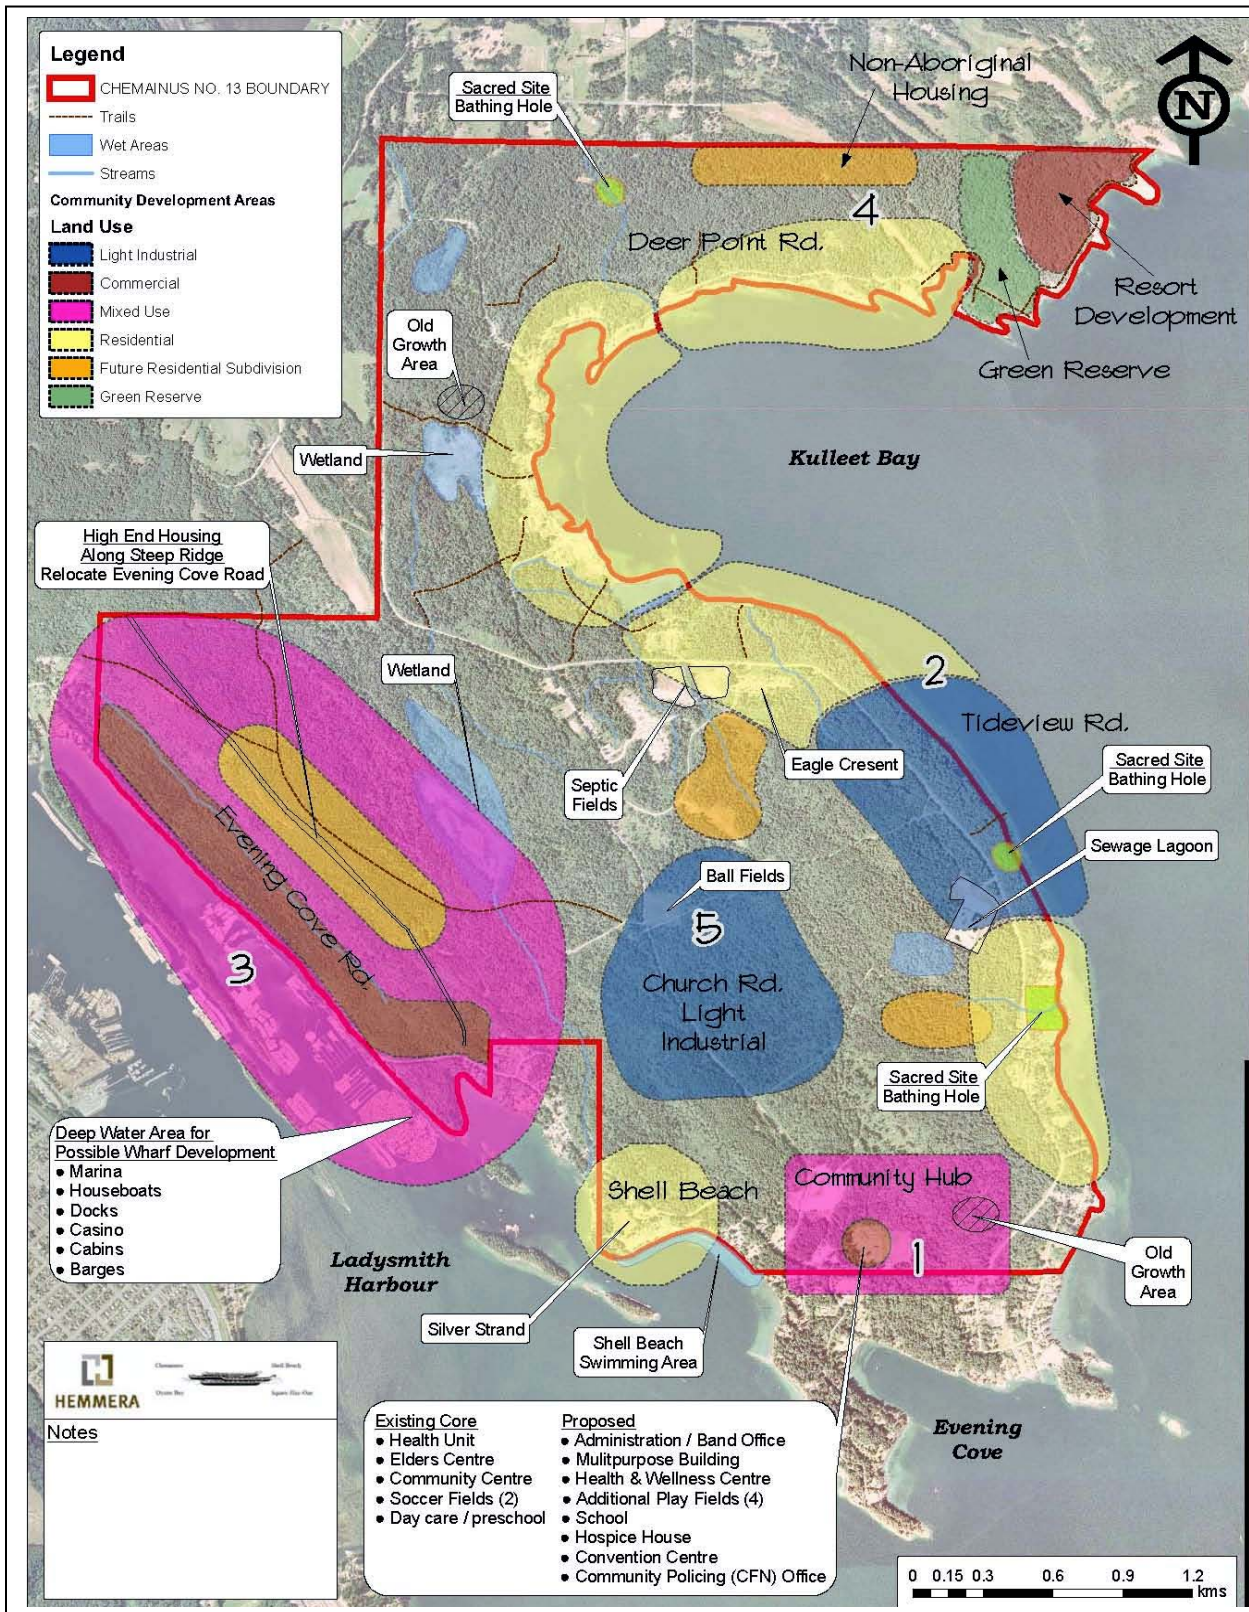 Legend
CHEMAINUS NO. 13 BOUNDARY
Trails
Wet Areas
Streams
Community Development Areas
Land Use
Light Industrial
Commercial
Mixed Use
Residential
Future Residential Subdivision
Green Reserve
Sacred Site
Bathing Hole
Non-Aboriginal
Housing
N
4
Deer Point Rd.
Resort
Development
Green Reserve
Old
Growth
Area
Wetland
Kulleet Bay
High End Housing
Along Steep Ridge
Relocate Evening Cove Road
Wetland
2
Tideview Rd.
Septic
Fields
Eagle Cresent
Sacred Site
Bathing Hole
Sewage Lagoon
Evening Cove Rd.
3
Ball Fields
5
Church Rd.
Light
Industrial
Sacred Site
Bathing Hole
Deep Water Area for
Possible Wharf Development
• Marina
• Houseboats
• Docks
• Casino
• Cabins
• Barges
Shell Beach
Community Hub
1
Old
Growth
Area
Ladysmith
Harbour
Silver Strand
Shell Beach
Swimming Area
HEMMERA
Chemainus
Shell Beach
Oyster Bay
Notes
Existing Core
• Health Unit
• Elders Centre
• Community Centre
• Soccer Fields (2)
• Day care / preschool
Proposed
• Administration / Band Office
• Mulitpurpose Building
• Health & Wellness Centre
• Additional Play Fields (4)
• School
• Hospice House
• Convention Centre
• Community Policing (CFN) Office
Evening
Cove
0 0.15 0.3 0.6 0.9 1.2
kms